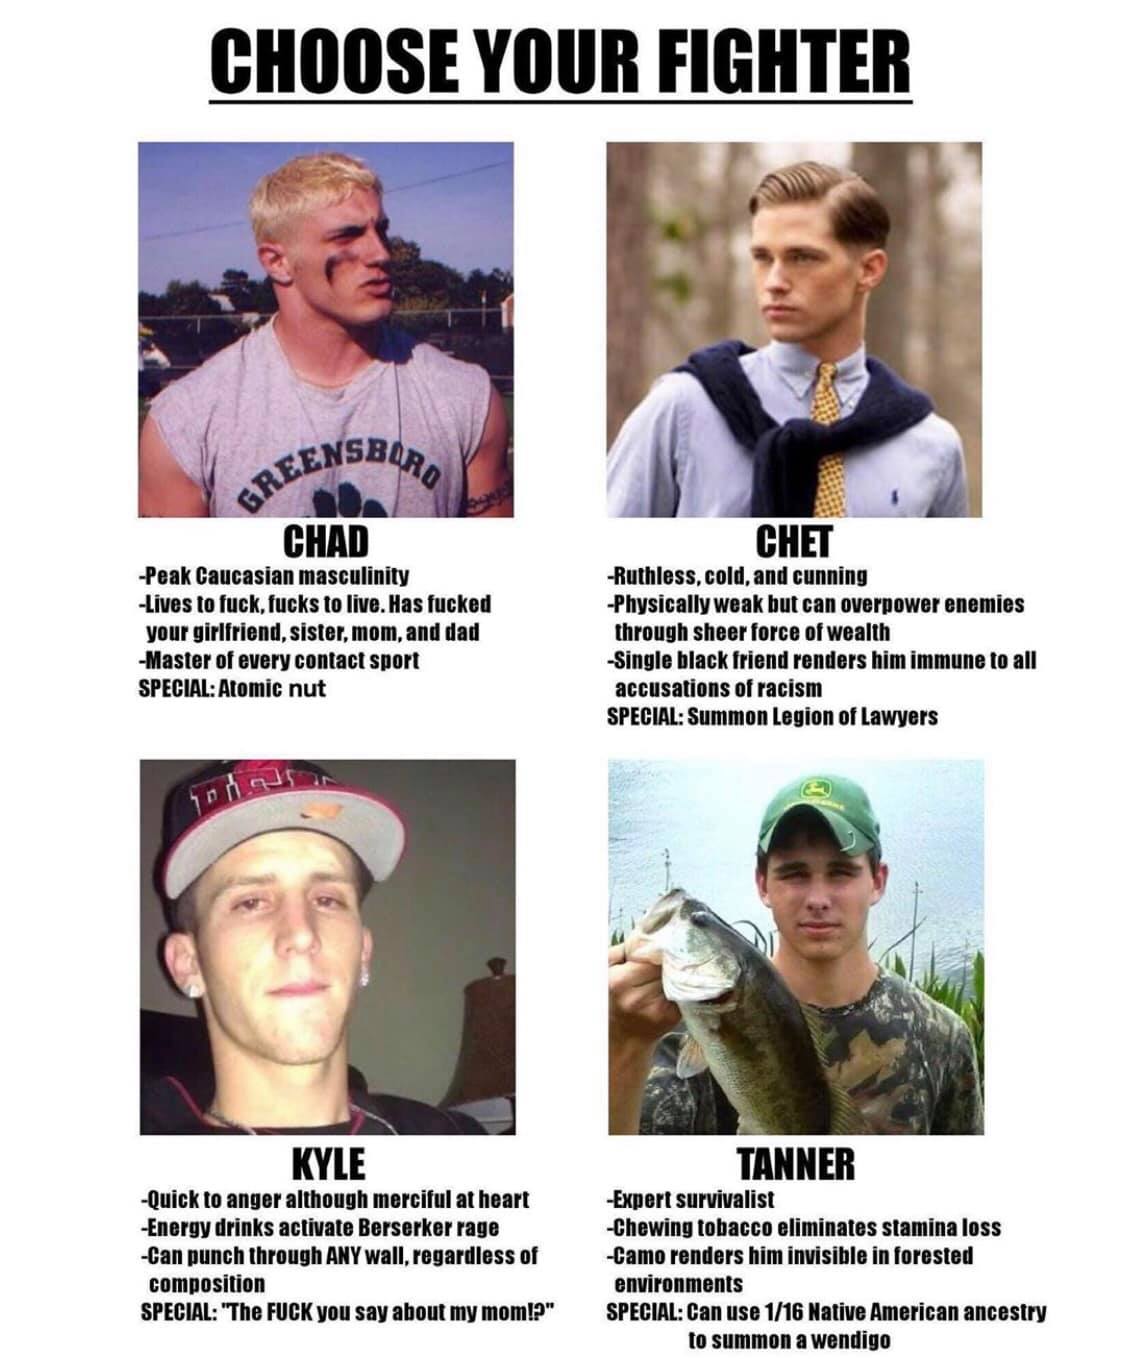 CHOOSE YOUR FIGHTER
GREENSBORO
CHAD
-Peak Caucasian masculinity
-Lives to fuck, fucks to live. Has fucked
your girlfriend, sister, mom, and dad
-Master of every contact sport
SPECIAL: Atomic nut
CHET
-Ruthless, cold, and cunning
-Physically weak but can overpower enemies
through sheer force of wealth
-Single black friend renders him immune to all
accusations of racism
SPECIAL: Summon Legion of Lawyers
KYLE
-Quick to anger although merciful at heart
-Energy drinks activate Berserker rage
-Can punch through ANY wall, regardless of
composition
SPECIAL: "The FUCK you say about my mom!?"
TANNER
-Expert survivalist
-Chewing tobacco eliminates stamina loss
-Camo renders him invisible in forested
environments
SPECIAL: Can use 1/16 Native American ancestry
to summon a wendigo